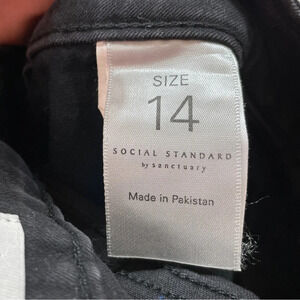 SIZE
14
SOCIAL STANDARD
by sanctuary
Made in Pakistan